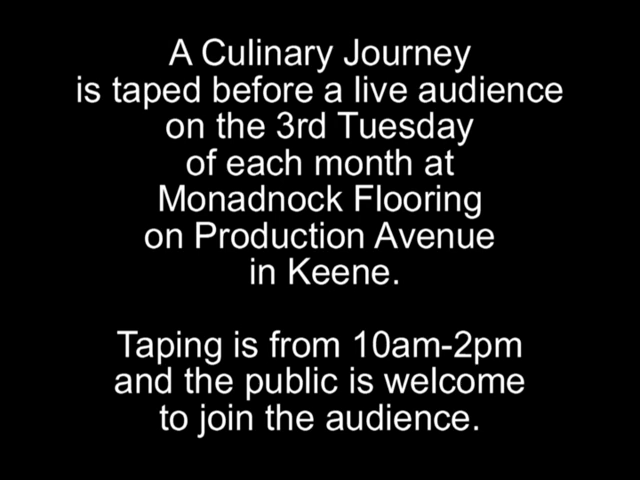 A Culinary Journey
is taped before a live audience
on the 3rd Tuesday
of each month at
Monadnock Flooring
on Production Avenue
in Keene.
Taping is from 10am-2pm
and the public is welcome
to join the audience.